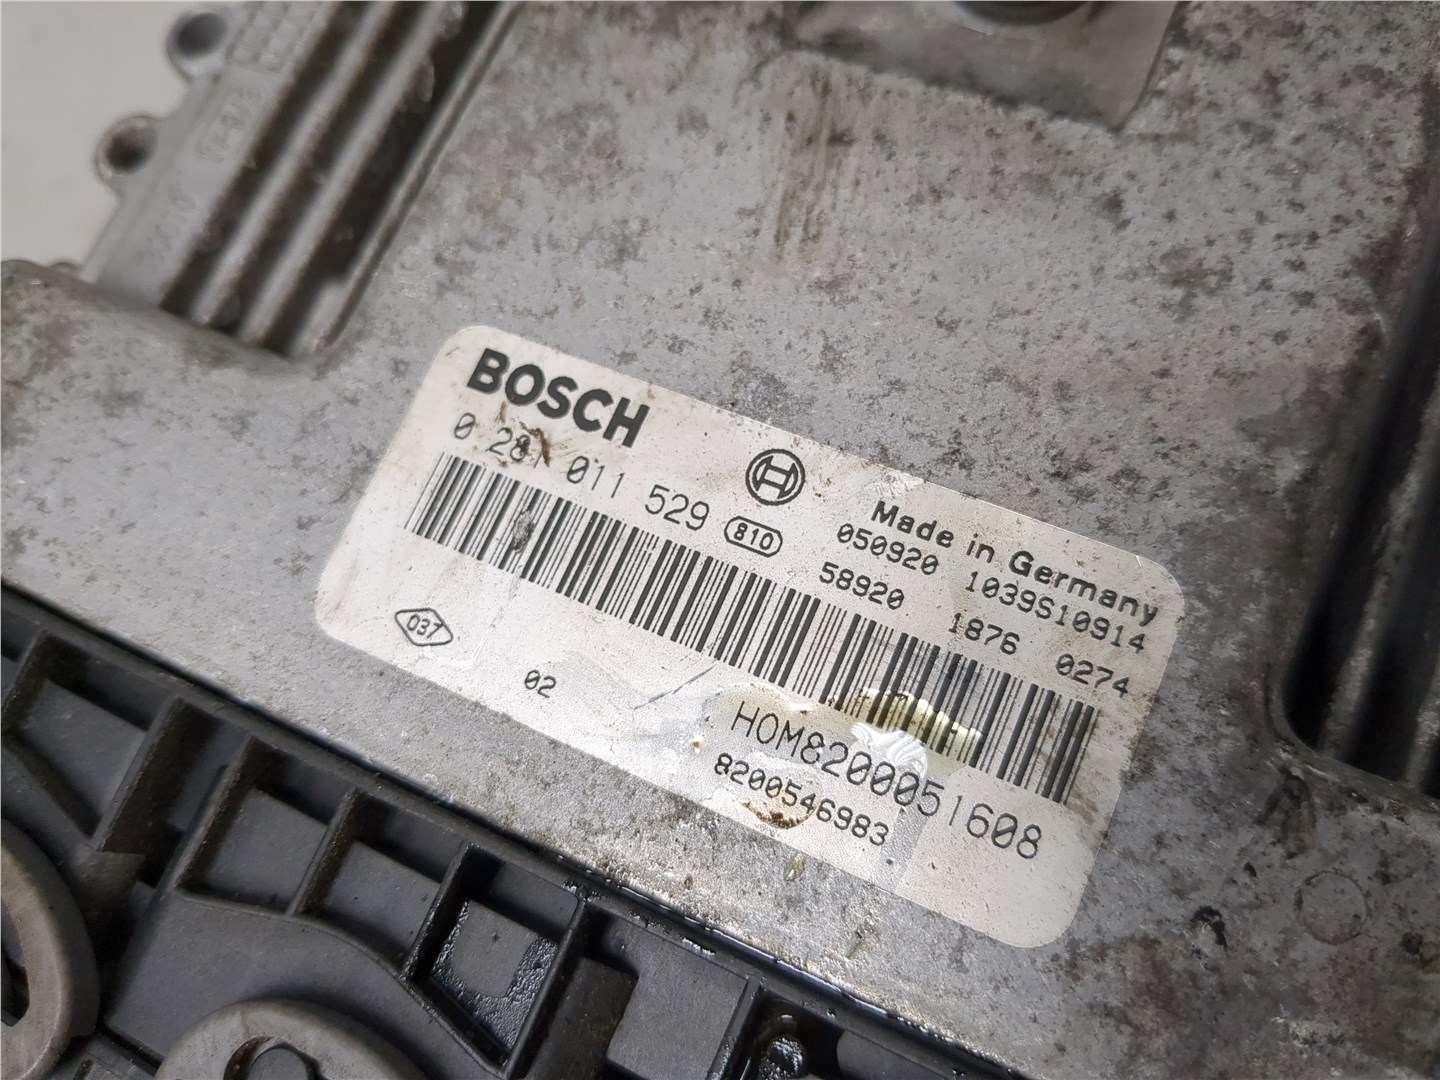 BOSCH
0 281 011 529 810
Made in Germany
050920 1039S10914
58920 1876 0274
037
02
HOM8200051608
8200546983